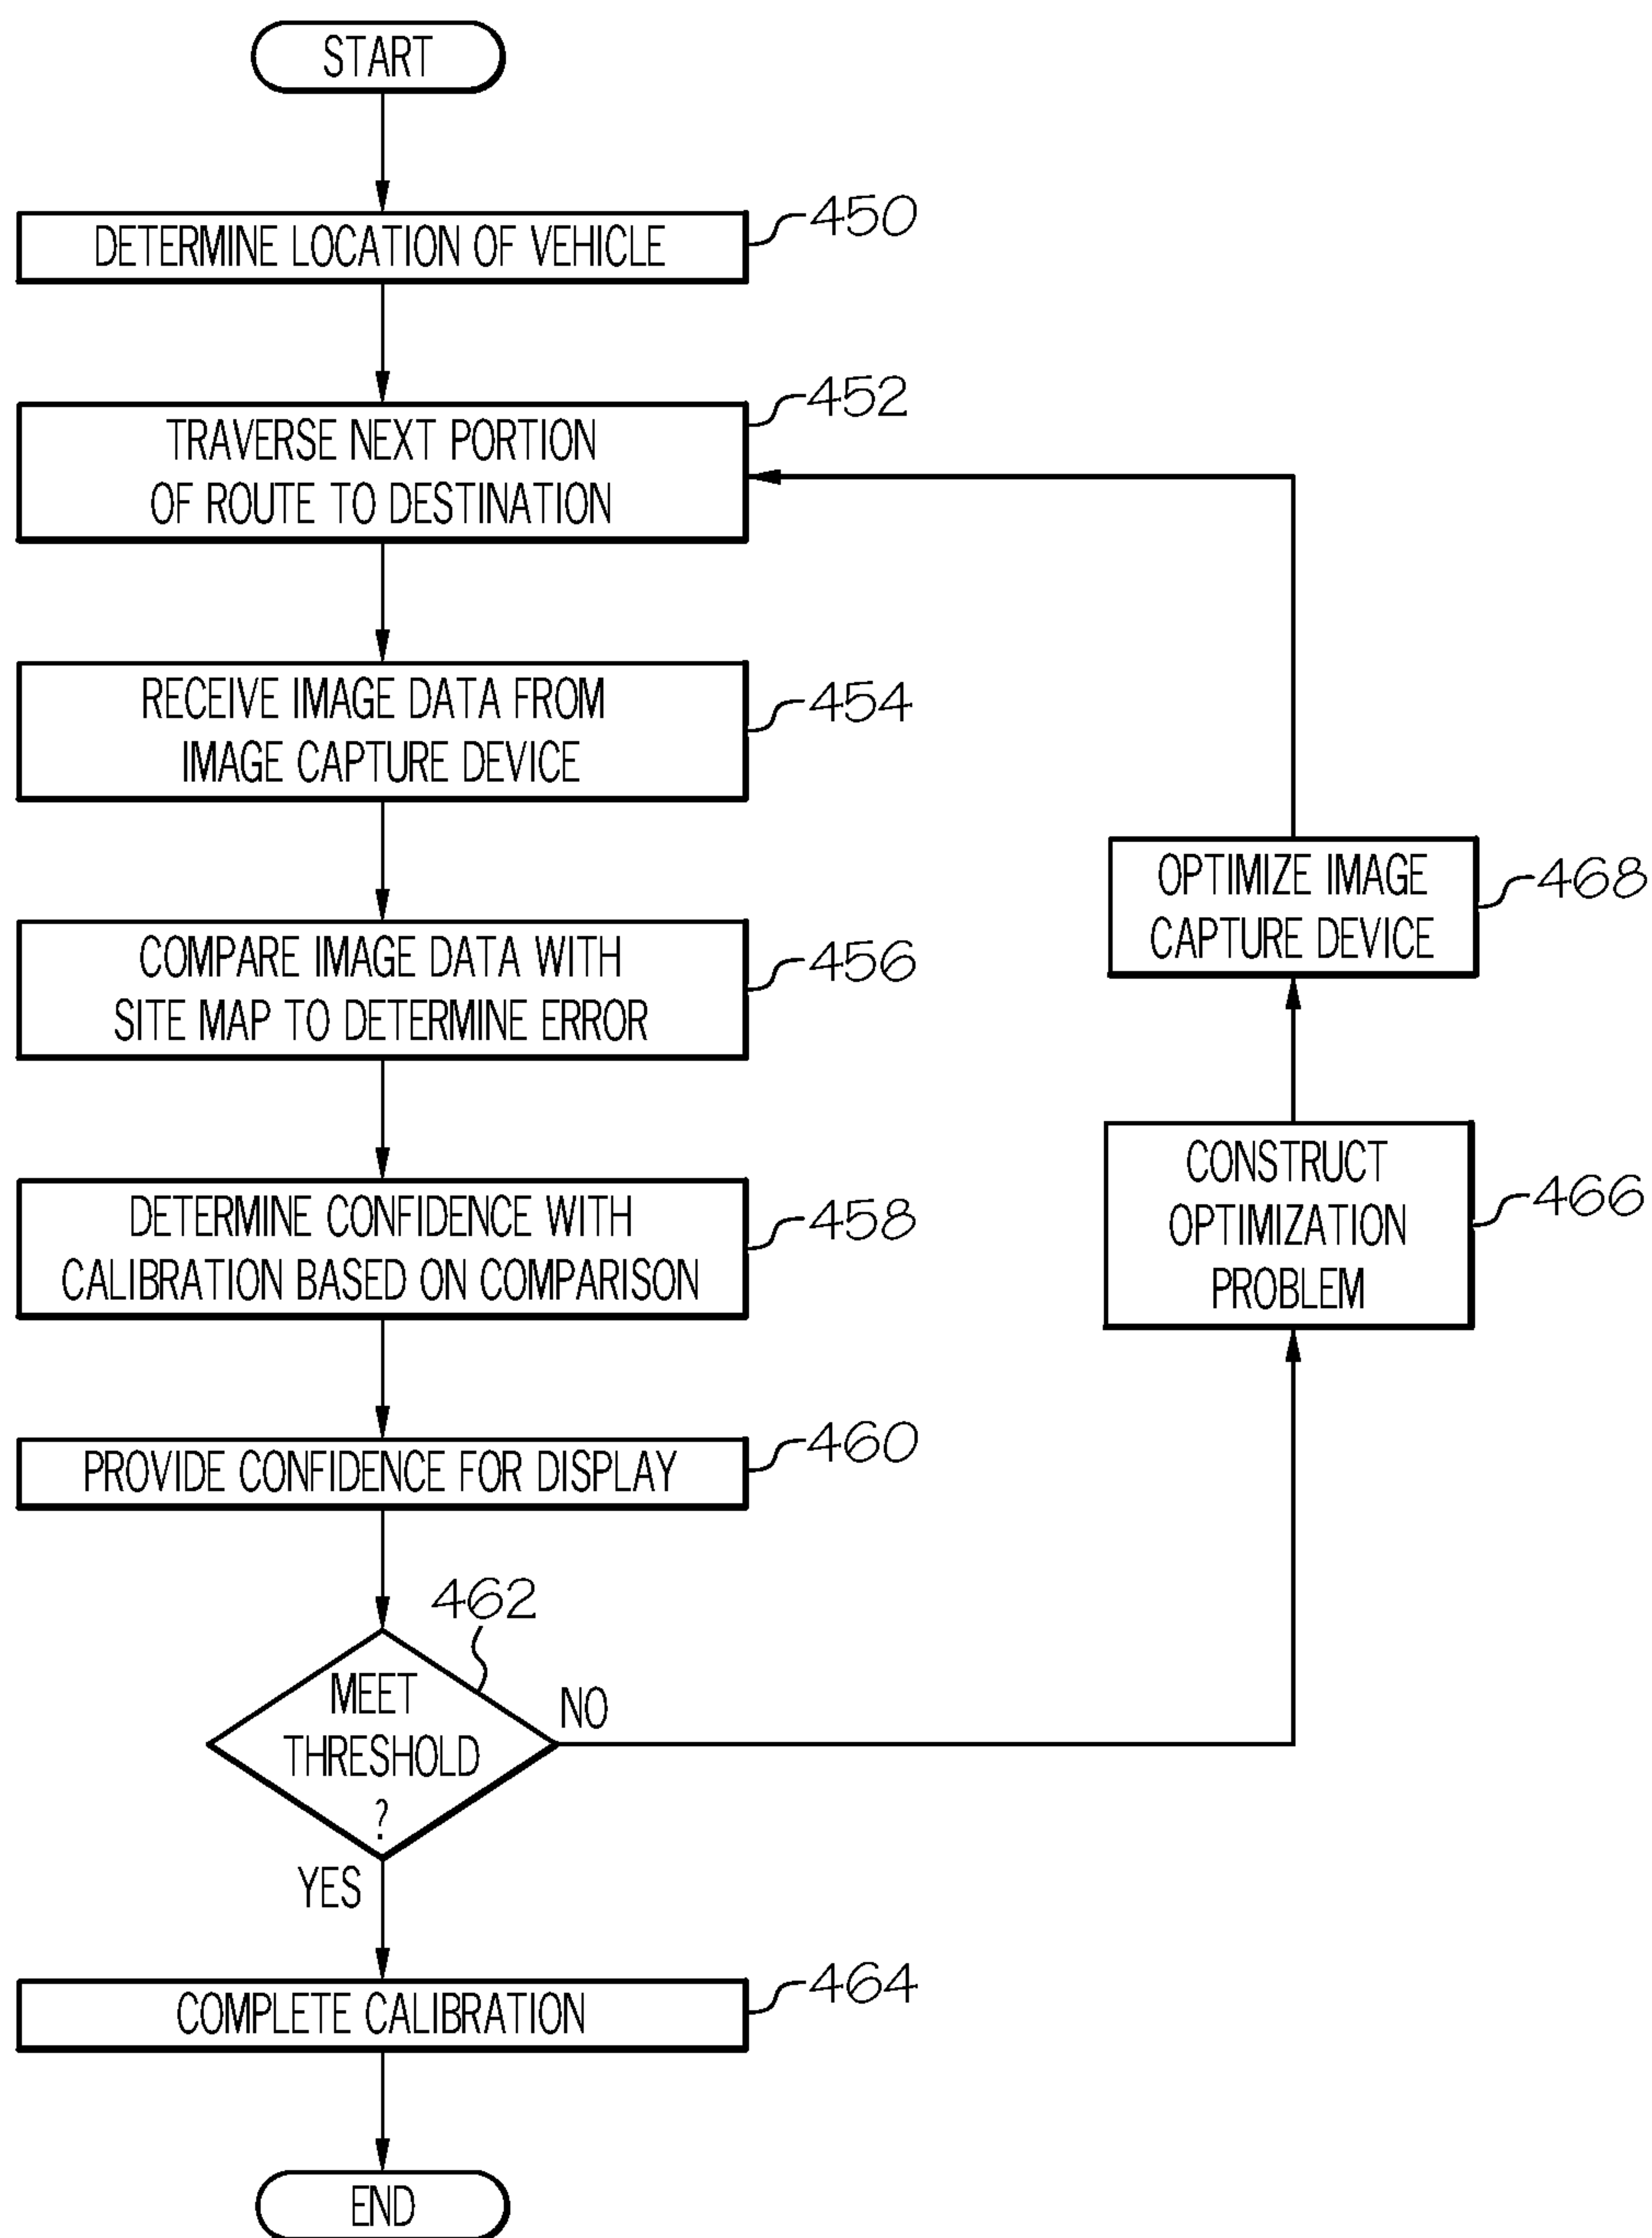 START
DETERMINE LOCATION OF VEHICLE
450
TRAVERSE NEXT PORTION
OF ROUTE TO DESTINATION
452
RECEIVE IMAGE DATA FROM
IMAGE CAPTURE DEVICE
454
COMPARE IMAGE DATA WITH
SITE MAP TO DETERMINE ERROR
456
DETERMINE CONFIDENCE WITH
CALIBRATION BASED ON COMPARISON
458
PROVIDE CONFIDENCE FOR DISPLAY
460
462
MEET
THRESHOLD
?
NO
YES
COMPLETE CALIBRATION
464
END
CONSTRUCT
OPTIMIZATION
PROBLEM
466
OPTIMIZE IMAGE
CAPTURE DEVICE
468